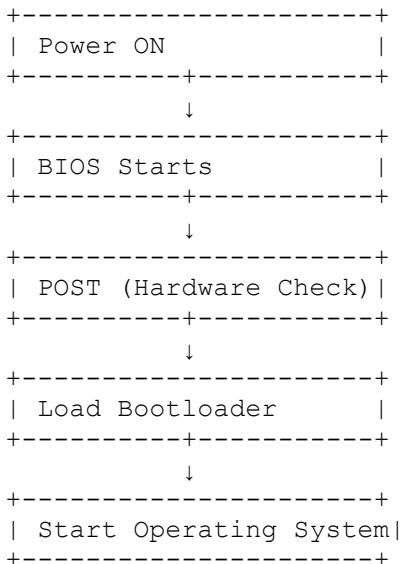 +----------------------+
| Power ON             |
+----------+-----------+
           ↓
+----------------------+
| BIOS Starts          |
+----------+-----------+
           ↓
+----------------------+
| POST (Hardware Check)|
+----------+-----------+
           ↓
+----------------------+
| Load Bootloader      |
+----------+-----------+
           ↓
+----------------------+
| Start Operating System|
+----------------------+